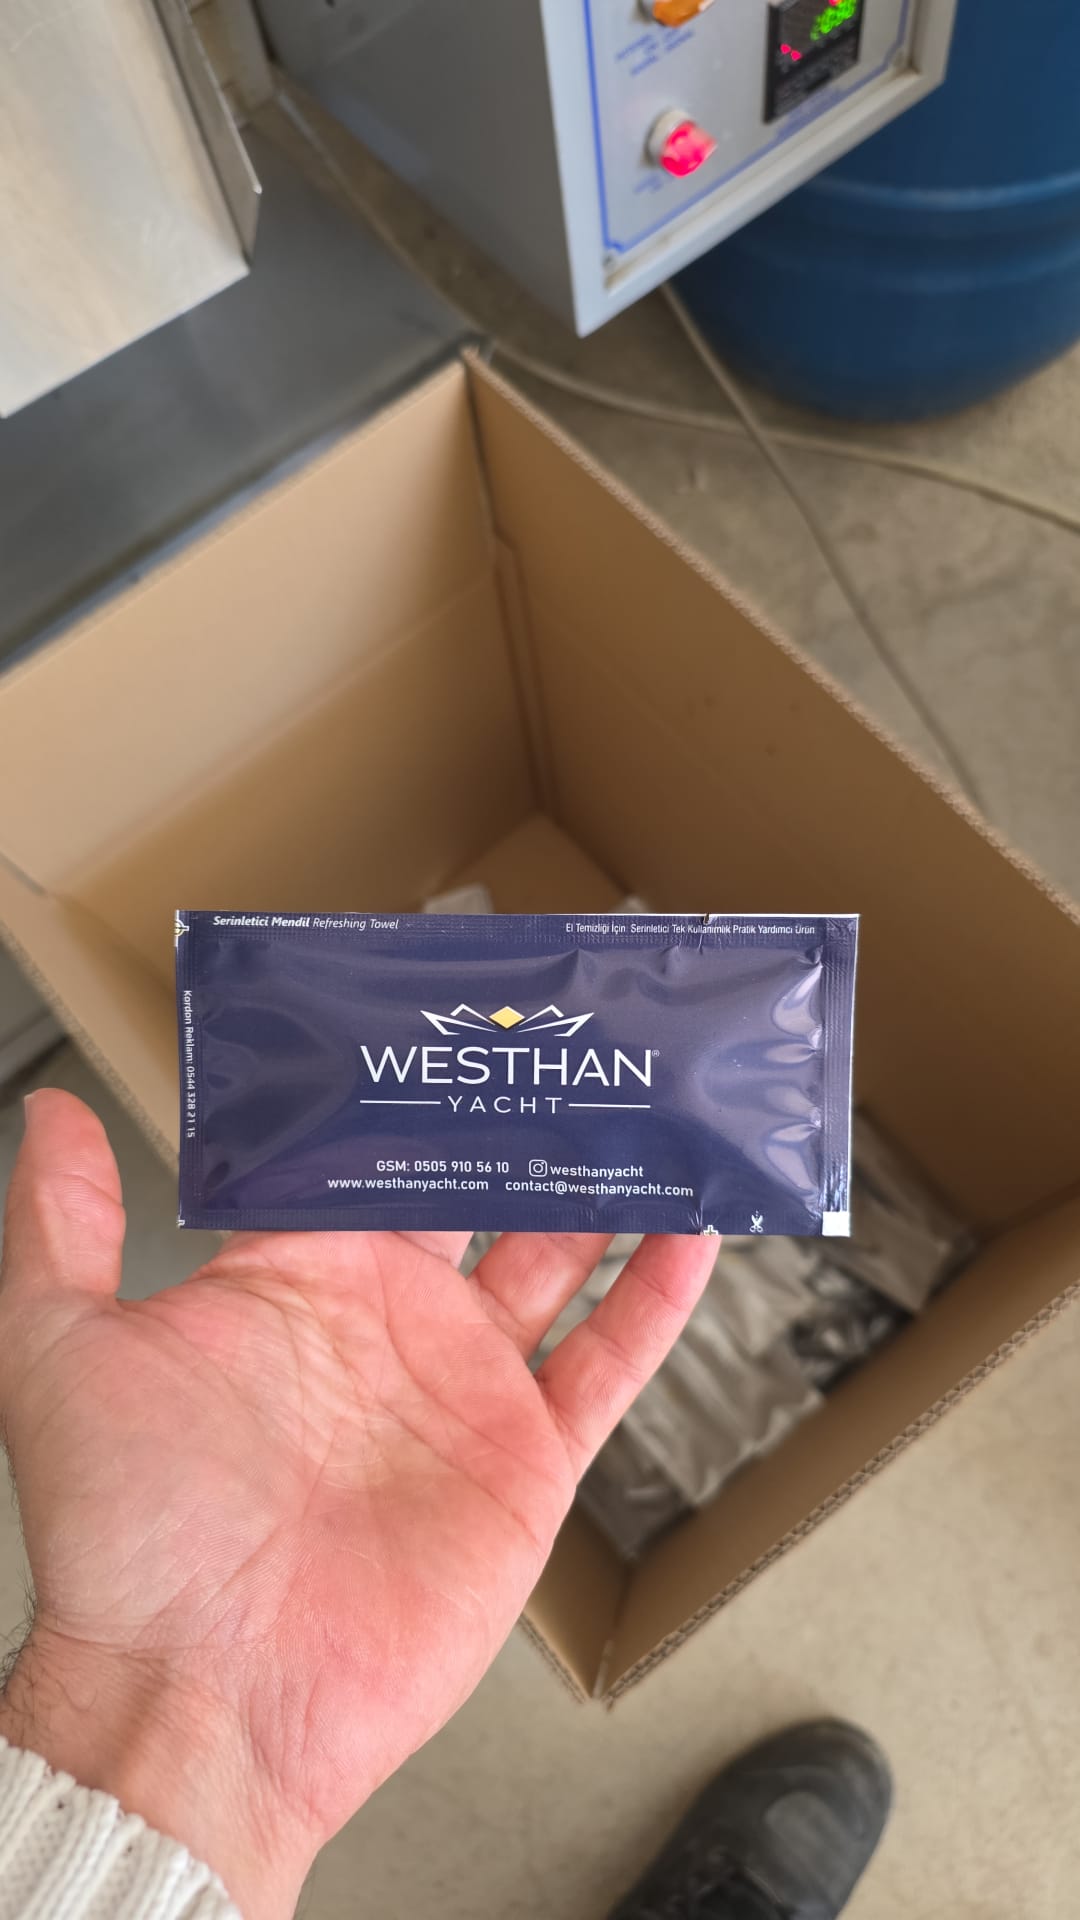 Serinletici Mendil Refreshing Towel
El Temizliği İçin: Serinletici Tek Kullanımlık Pratik Yardımcı Ürün
Kordon Reklam: 0544 328 21 15
WESTHAN®
YACHT
GSM: 0505 910 56 10 westhanyacht
www.westhanyacht.com contact@westhanyacht.com